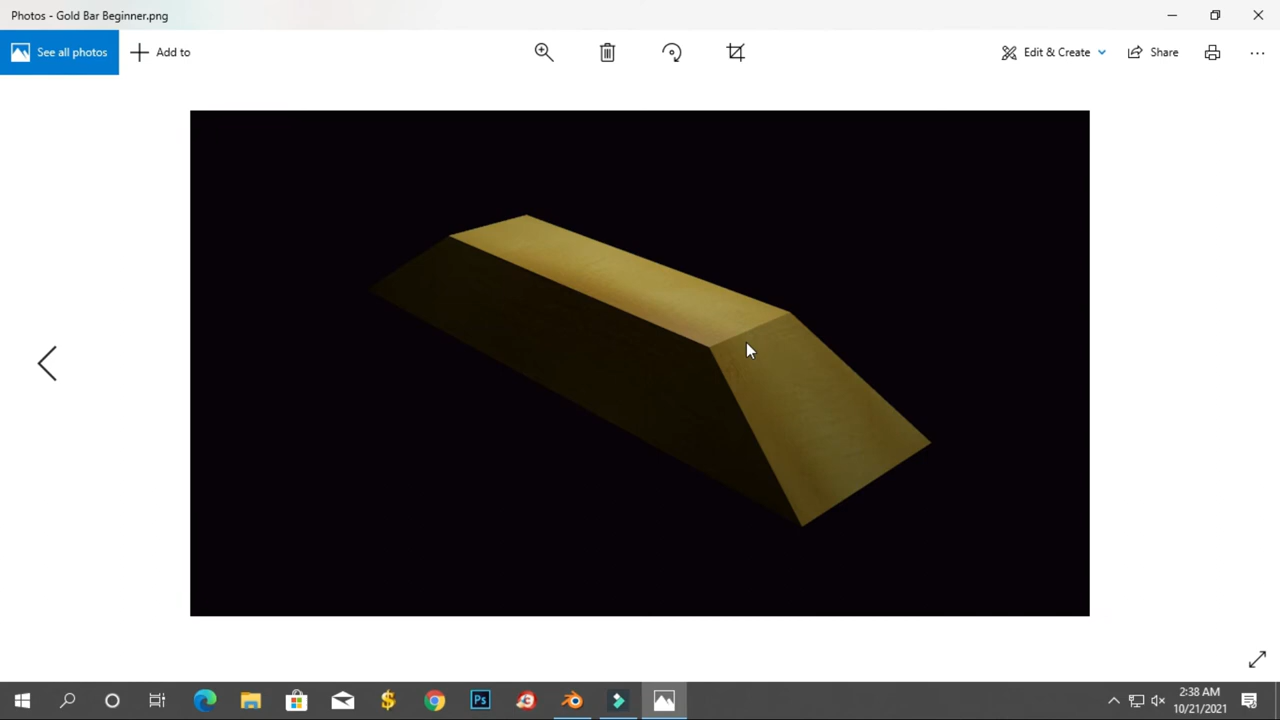 Photos - Gold Bar Beginner.png
See all photos
Add to
Edit & Create
Share
Ps
2:38 AM
10/21/2021